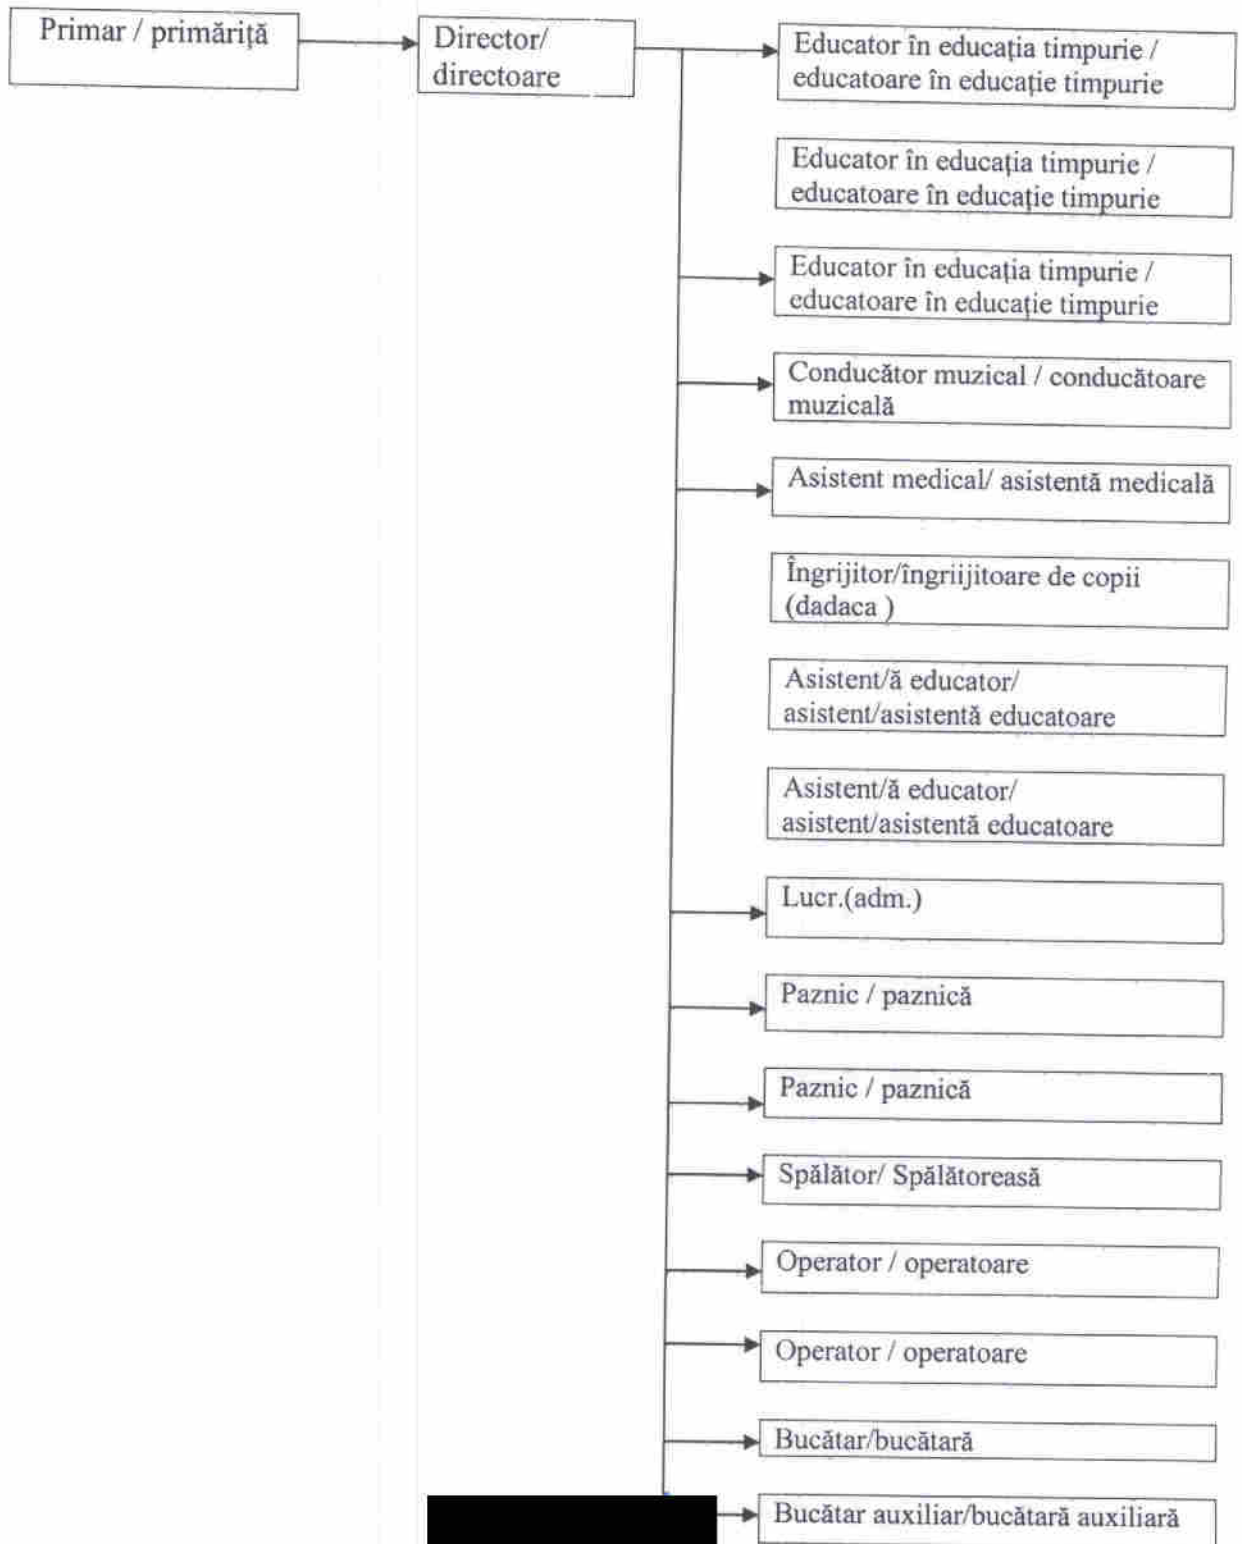 Primar / primăriță
Director/
directoare
Educator în educația timpurie /
educatoare în educație timpurie
Educator în educația timpurie /
educatoare în educație timpurie
Educator în educația timpurie /
educatoare în educație timpurie
Conducător muzical / conducătoare
muzicală
Asistent medical/ asistentă medicală
Îngrijitor/îngriijitoare de copii
(dadaca )
Asistent/ă educator/
asistent/asistentă educatoare
Asistent/ă educator/
asistent/asistentă educatoare
Lucr.(adm.)
Paznic / paznică
Paznic / paznică
Spălător/ Spălătoreasă
Operator / operatoare
Operator / operatoare
Bucătar/bucătară
Bucătar auxiliar/bucătară auxiliară